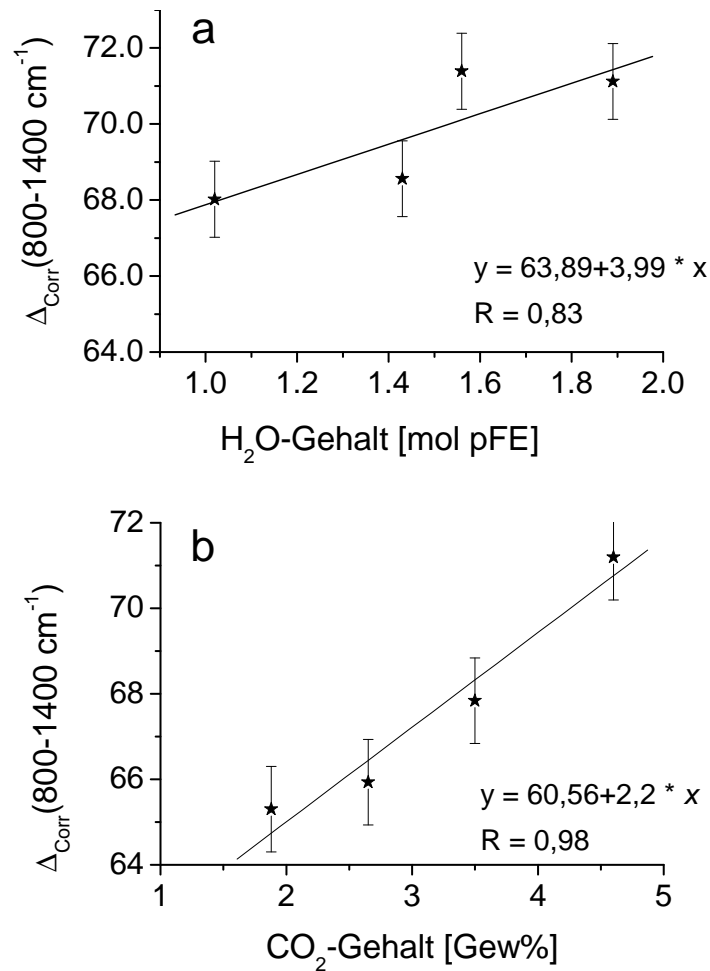 a
Δ_Corr(800-1400 cm⁻¹)
72.0
70.0
68.0
66.0
64.0
y = 63,89+3,99 * x
R = 0,83
1.0 1.2 1.4 1.6 1.8 2.0
H₂O-Gehalt [mol pFE]
b
Δ_Corr(800-1400 cm⁻¹)
72
70
68
66
64
y = 60,56+2,2 * x
R = 0,98
1 2 3 4 5
CO₂-Gehalt [Gew%]